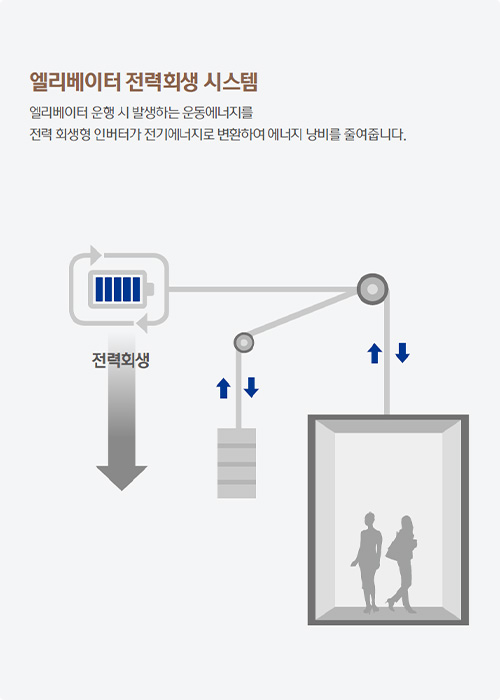 엘리베이터 전력회생 시스템
엘리베이터 운행 시 발생하는 운동에너지를
전력 회생형 인버터가 전기에너지로 변환하여 에너지 낭비를 줄여줍니다.
전력회생